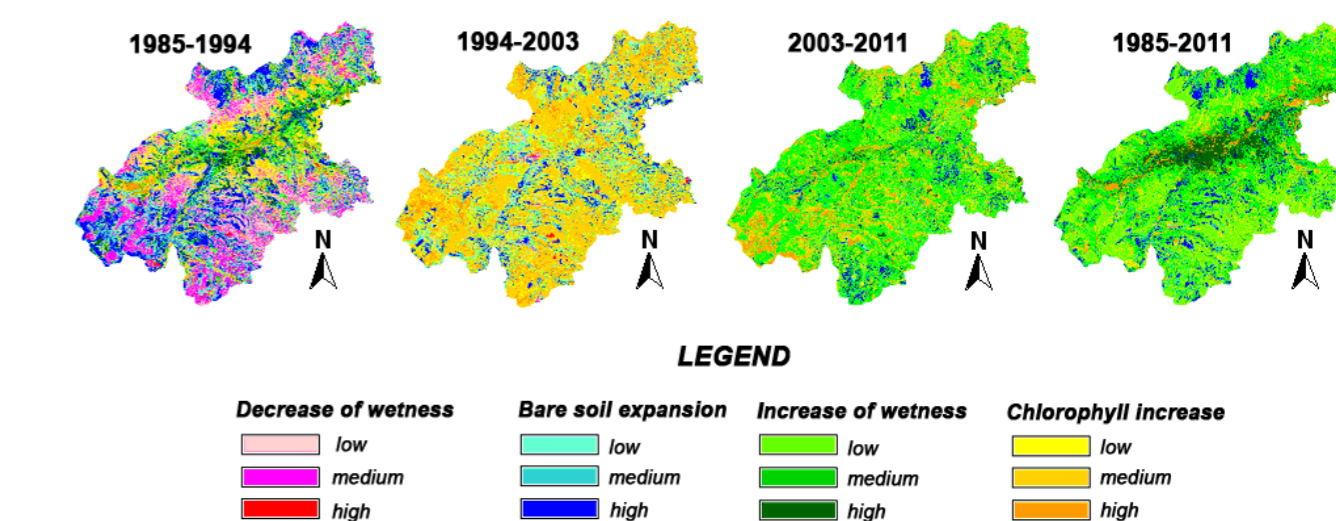 1985-1994 1994-2003 2003-2011 1985-2011
N N N N
LEGEND
Decrease of wetness Bare soil expansion Increase of wetness Chlorophyll increase
low low low low
medium medium medium medium
high high high high